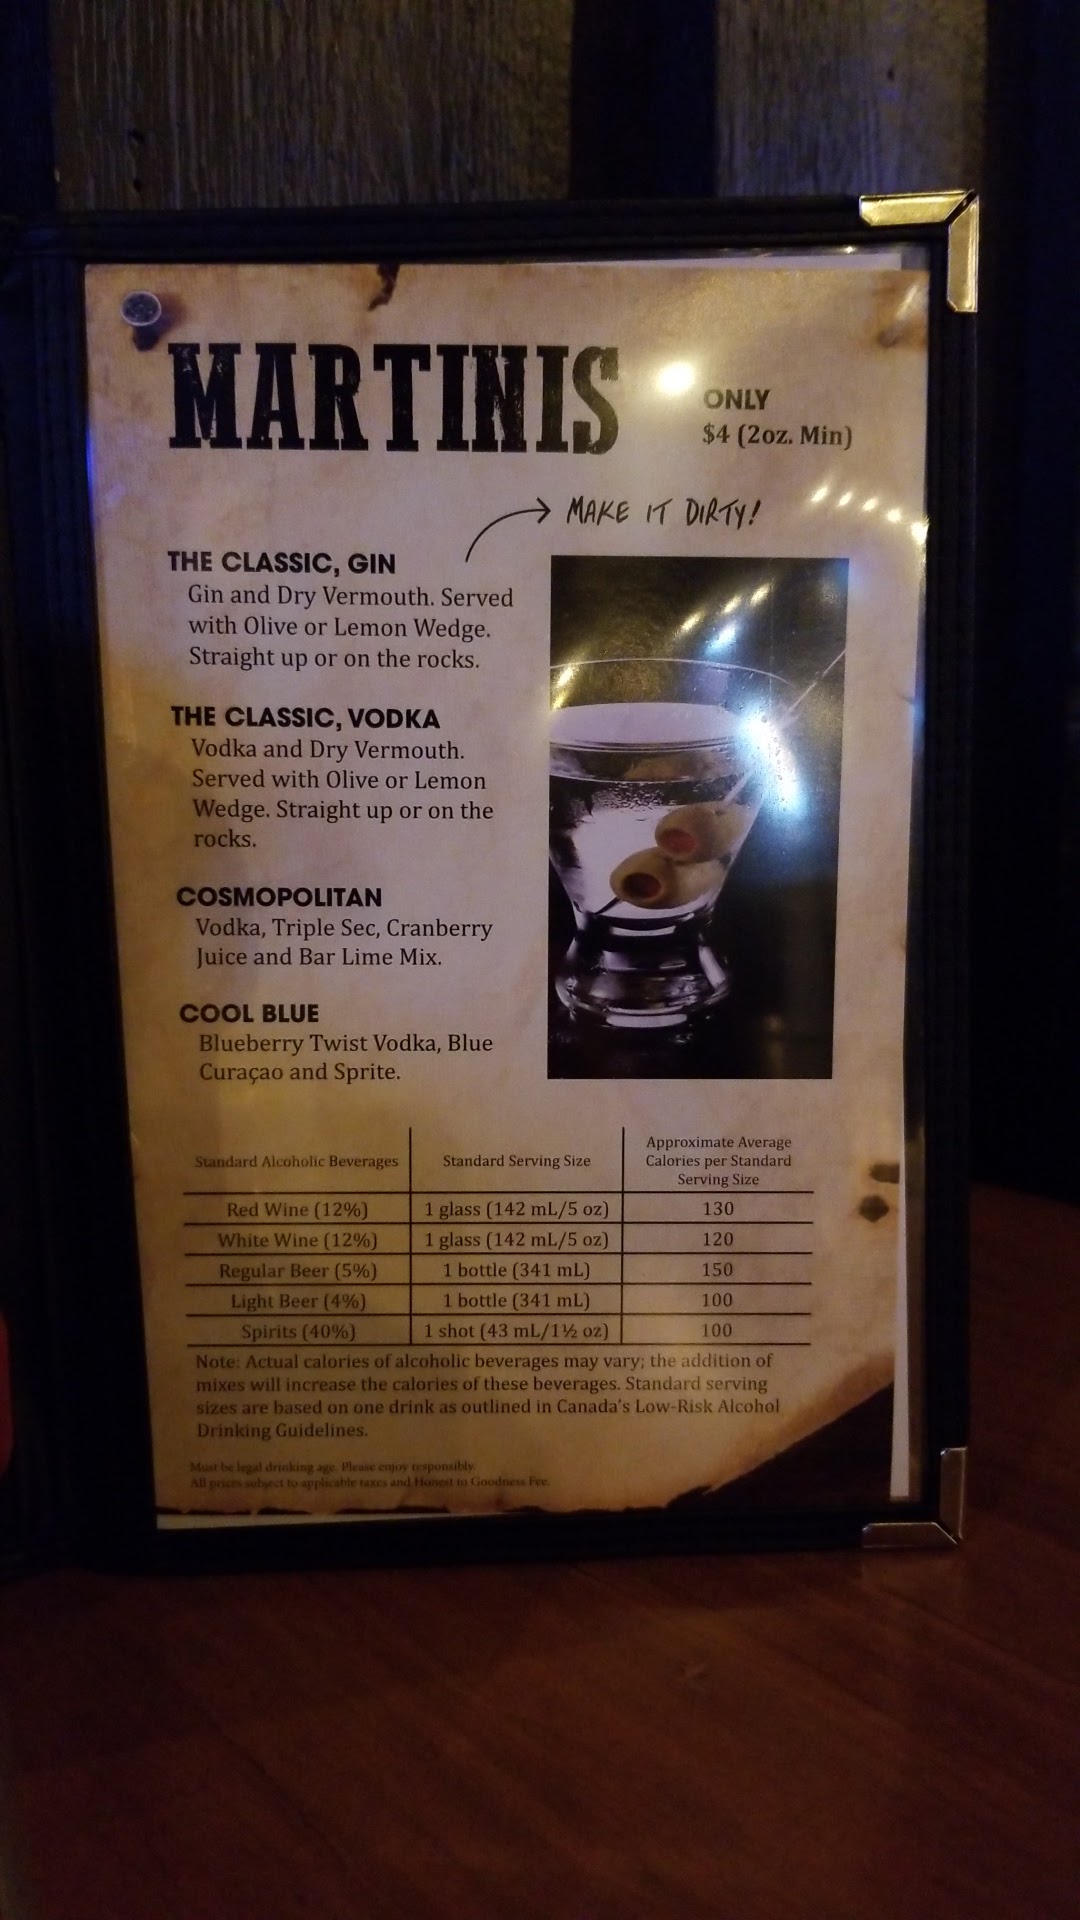 MARTINIS
ONLY
$4 (2oz. Min)
MAKE IT DIRTY!
THE CLASSIC, GIN
Gin and Dry Vermouth. Served
with Olive or Lemon Wedge.
Straight up or on the rocks.
THE CLASSIC, VODKA
Vodka and Dry Vermouth.
Served with Olive or Lemon
Wedge. Straight up or on the
rocks.
COSMOPOLITAN
Vodka, Triple Sec, Cranberry
Juice and Bar Lime Mix.
COOL BLUE
Blueberry Twist Vodka, Blue
Curaçao and Sprite.
Standard Alcoholic Beverages
Standard Serving Size
Approximate Average
Calories per Standard
Serving Size
Red Wine (12%) 1 glass (142 mL/5 oz) 130
White Wine (12%) 1 glass (142 mL/5 oz) 120
Regular Beer (5%) 1 bottle (341 mL) 150
Light Beer (4%) 1 bottle (341 mL) 100
Spirits (40%) 1 shot (43 mL/1½ oz) 100
Note: Actual calories of alcoholic beverages may vary; the addition of
mixes will increase the calories of these beverages. Standard serving
sizes are based on one drink as outlined in Canada's Low-Risk Alcohol
Drinking Guidelines.
Must be legal drinking age. Please enjoy responsibly.
All prices subject to applicable taxes and Honest to Goodness Fee.